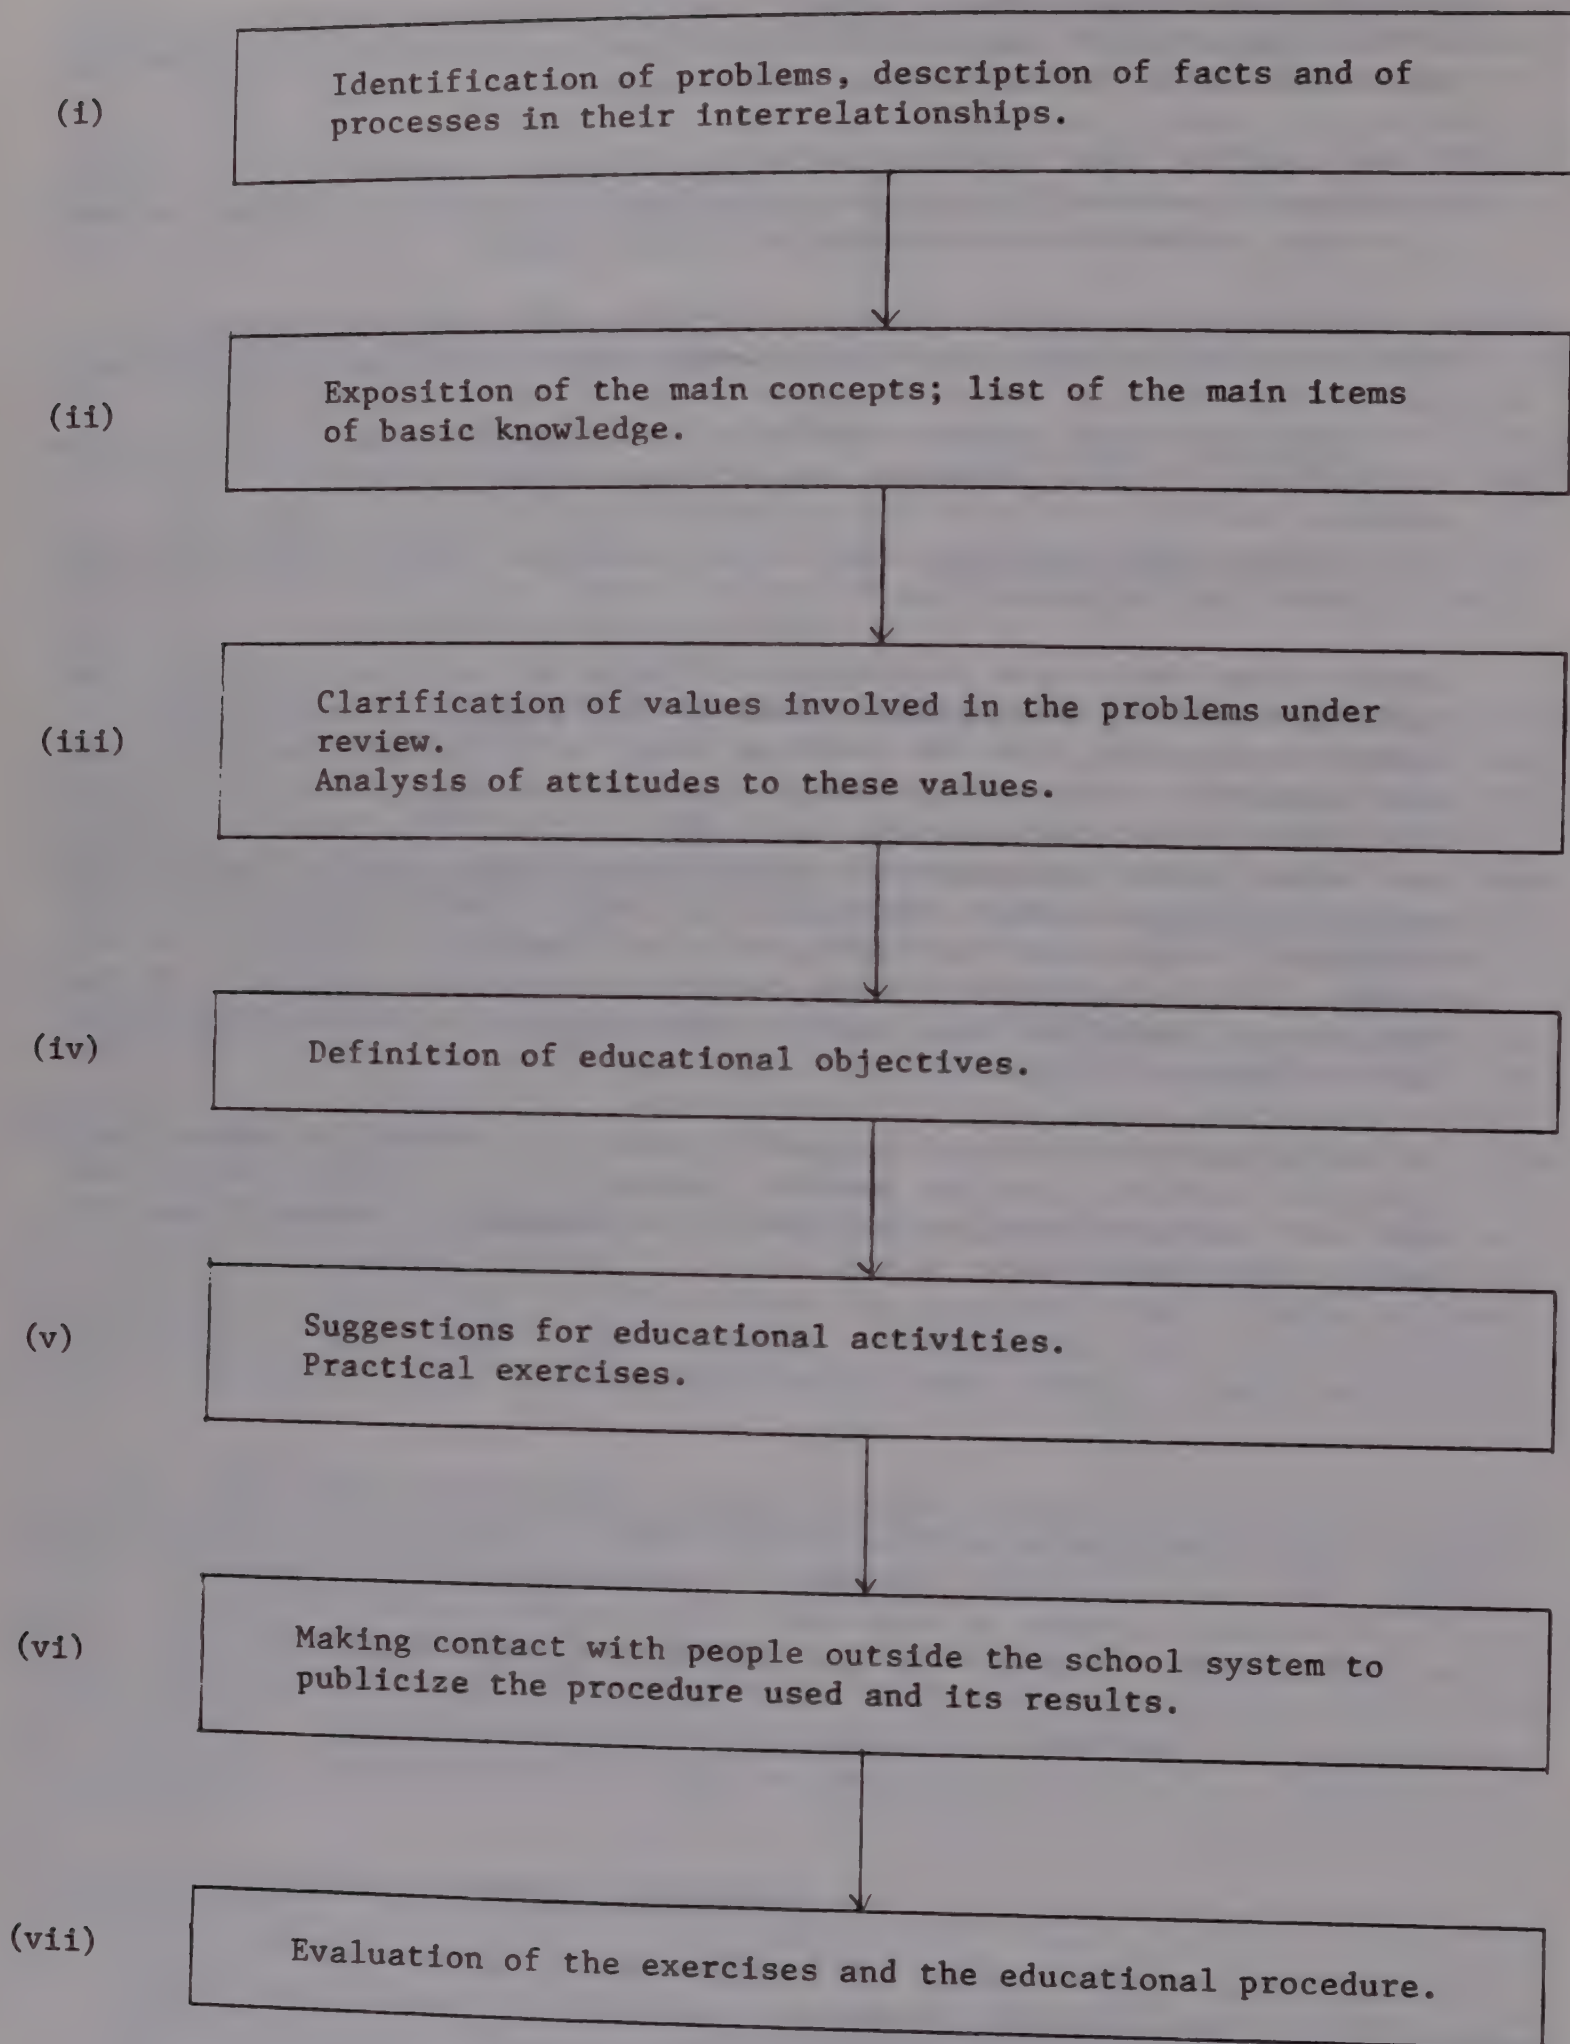 (i)
Identification of problems, description of facts and of
processes in their interrelationships.
(ii)
Exposition of the main concepts; list of the main items
of basic knowledge.
(iii)
Clarification of values involved in the problems under
review.
Analysis of attitudes to these values.
(iv)
Definition of educational objectives.
(v)
Suggestions for educational activities.
Practical exercises.
(vi)
Making contact with people outside the school system to
publicize the procedure used and its results.
(vii)
Evaluation of the exercises and the educational procedure.